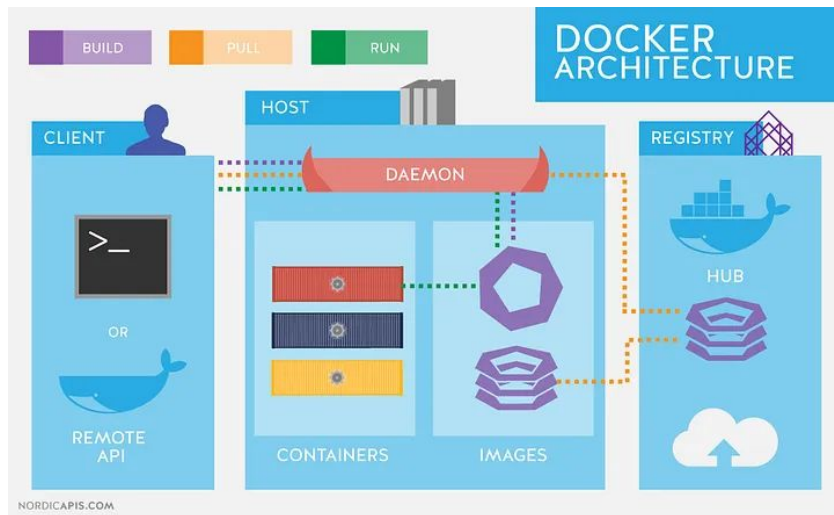 BUILD
PULL
RUN
DOCKER
ARCHITECTURE
CLIENT
HOST
REGISTRY
DAEMON
>_
OR
REMOTE
API
CONTAINERS
IMAGES
HUB
NORDICAPIS.COM